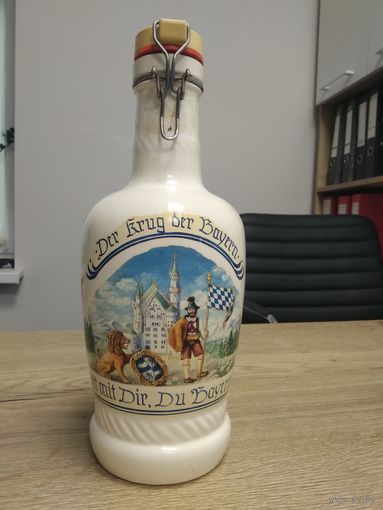 Der Krug der Bayern
mit Dir, Du Bayern